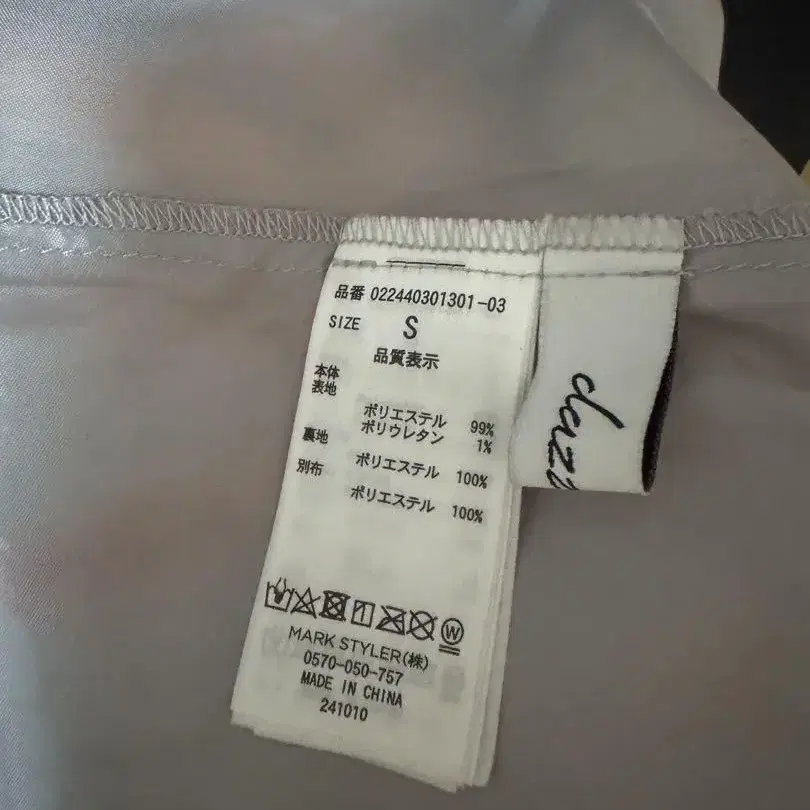 品番 022440301301-03
SIZE S
品質表示
本体
表地
ポリエステル 99%
ポリウレタン 1%
裏地
ポリエステル 100%
別布
ポリエステル 100%
W
MARK STYLER(株)
0570-050-757
MADE IN CHINA
241010